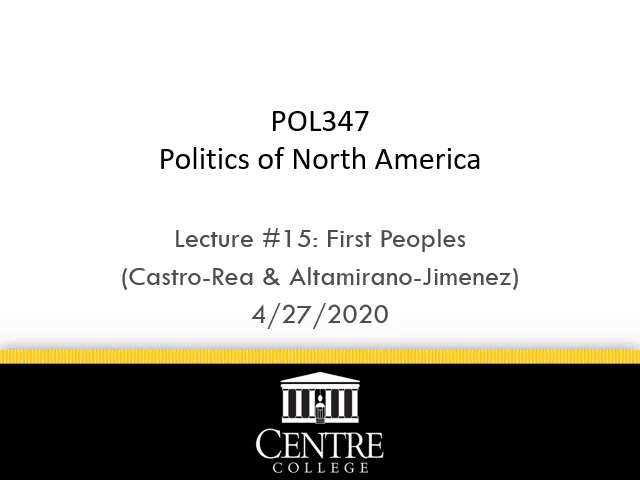 POL347
Politics of North America
Lecture #15: First Peoples
(Castro-Rea & Altamirano-Jimenez)
4/27/2020
CENTRE
COLLEGE